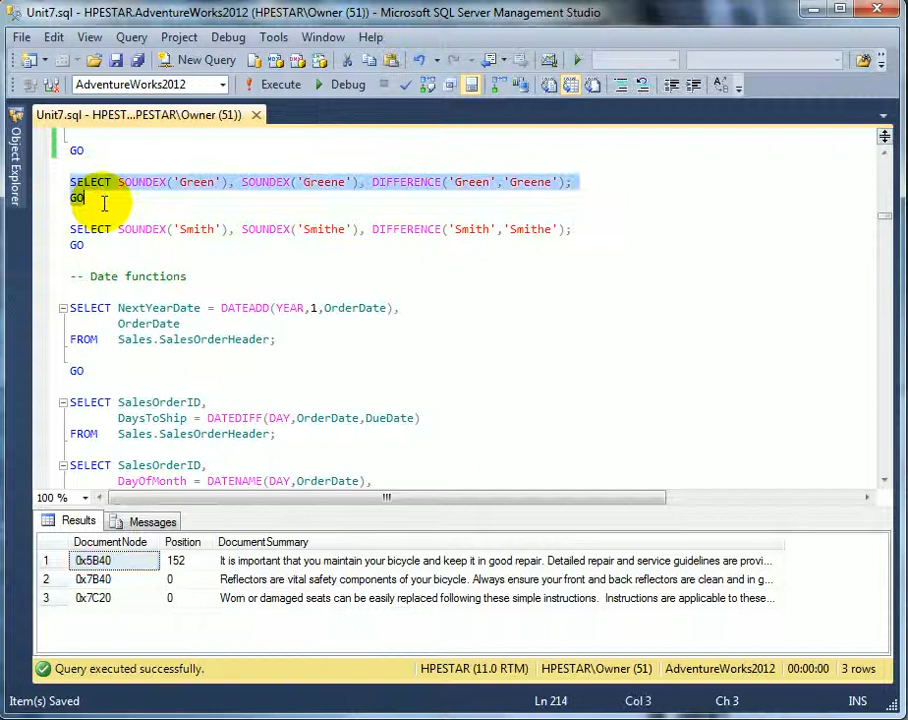 Unit7.sql - HPESTAR.AdventureWorks2012 (HPESTAR\Owner (51)) - Microsoft SQL Server Management Studio
File Edit View Query Project Debug Tools Window Help
New Query
AdventureWorks2012 Execute Debug
Unit7.sql - HPEST...PESTAR\Owner (51))
Object Explorer
GO
SELECT SOUNDEX('Green'), SOUNDEX('Greene'), DIFFERENCE('Green','Greene');
GO
SELECT SOUNDEX('Smith'), SOUNDEX('Smithe'), DIFFERENCE('Smith','Smithe');
GO
-- Date functions
SELECT NextYearDate = DATEADD(YEAR,1,OrderDate),
OrderDate
FROM Sales.SalesOrderHeader;
GO
SELECT SalesOrderID,
DaysToShip = DATEDIFF(DAY,OrderDate,DueDate)
FROM Sales.SalesOrderHeader;
SELECT SalesOrderID,
DayOfMonth = DATENAME(DAY,OrderDate),
100 %
Results Messages
DocumentNode Position DocumentSummary
1 0x5B40 152 It is important that you maintain your bicycle and keep it in good repair. Detailed repair and service guidelines are provi...
2 0x7B40 0 Reflectors are vital safety components of your bicycle. Always ensure your front and back reflectors are clean and in g...
3 0x7C20 0 Worn or damaged seats can be easily replaced following these simple instructions. Instructions are applicable to these...
Query executed successfully. HPESTAR (11.0 RTM) HPESTAR\Owner (51) AdventureWorks2012 00:00:00 3 rows
Item(s) Saved Ln 214 Col 3 Ch 3 INS